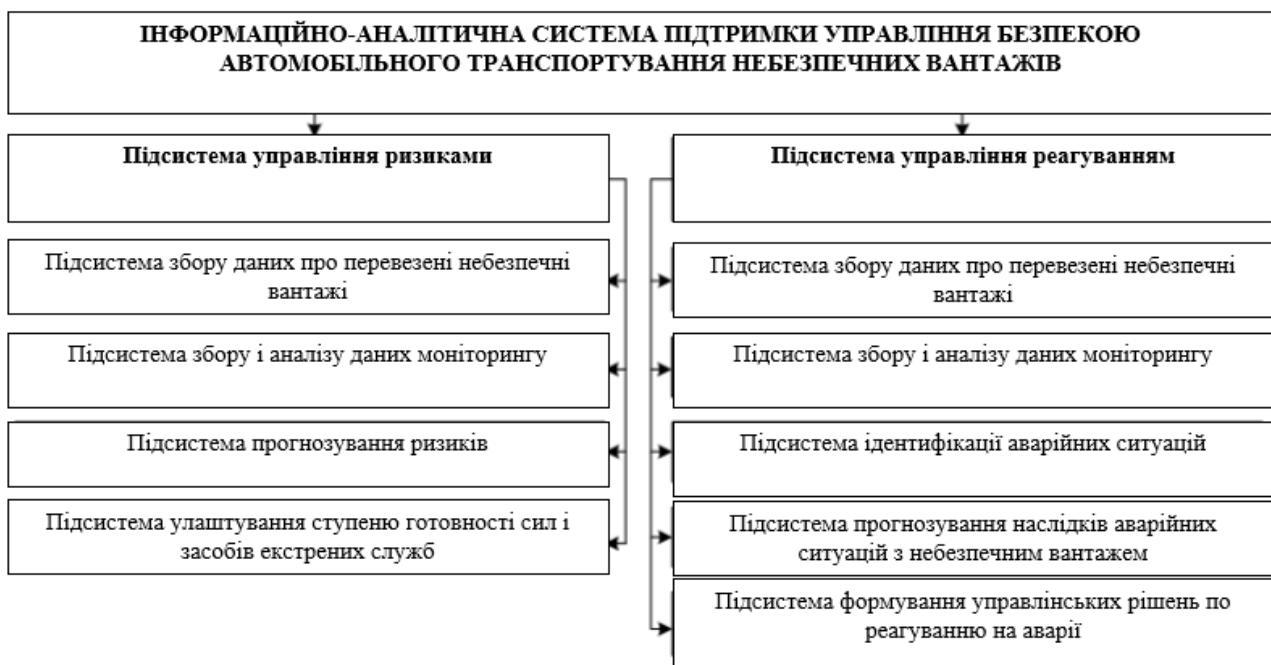 ІНФОРМАЦІЙНО-АНАЛІТИЧНА СИСТЕМА ПІДТРИМКИ УПРАВЛІННЯ БЕЗПЕКОЮ
АВТОМОБІЛЬНОГО ТРАНСПОРТУВАННЯ НЕБЕЗПЕЧНИХ ВАНТАЖІВ
Підсистема управління ризиками
Підсистема збору даних про перевезені небезпечні
вантажі
Підсистема збору і аналізу даних моніторингу
Підсистема прогнозування ризиків
Підсистема улаштування ступеню готовності сил і
засобів екстрених служб
Підсистема управління реагуванням
Підсистема збору даних про перевезені небезпечні
вантажі
Підсистема збору і аналізу даних моніторингу
Підсистема ідентифікації аварійних ситуацій
Підсистема прогнозування наслідків аварійних
ситуацій з небезпечним вантажем
Підсистема формування управлінських рішень по
реагуванню на аварії